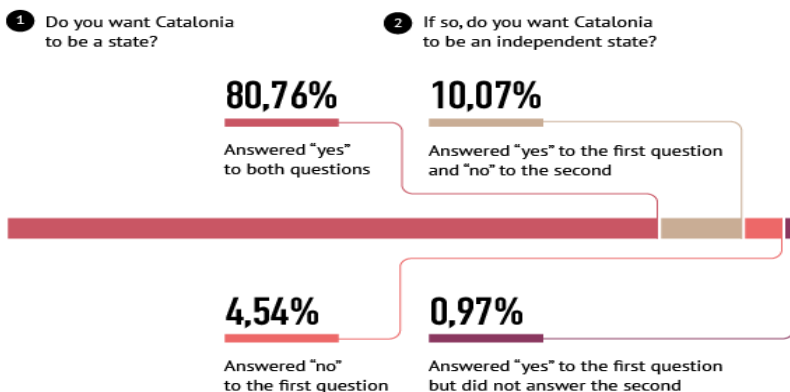 1 Do you want Catalonia
to be a state?
2 If so, do you want Catalonia
to be an independent state?
80,76%
Answered “yes”
to both questions
10,07%
Answered “yes” to the first question
and “no” to the second
4,54%
Answered “no”
to the first question
0,97%
Answered “yes” to the first question
but did not answer the second